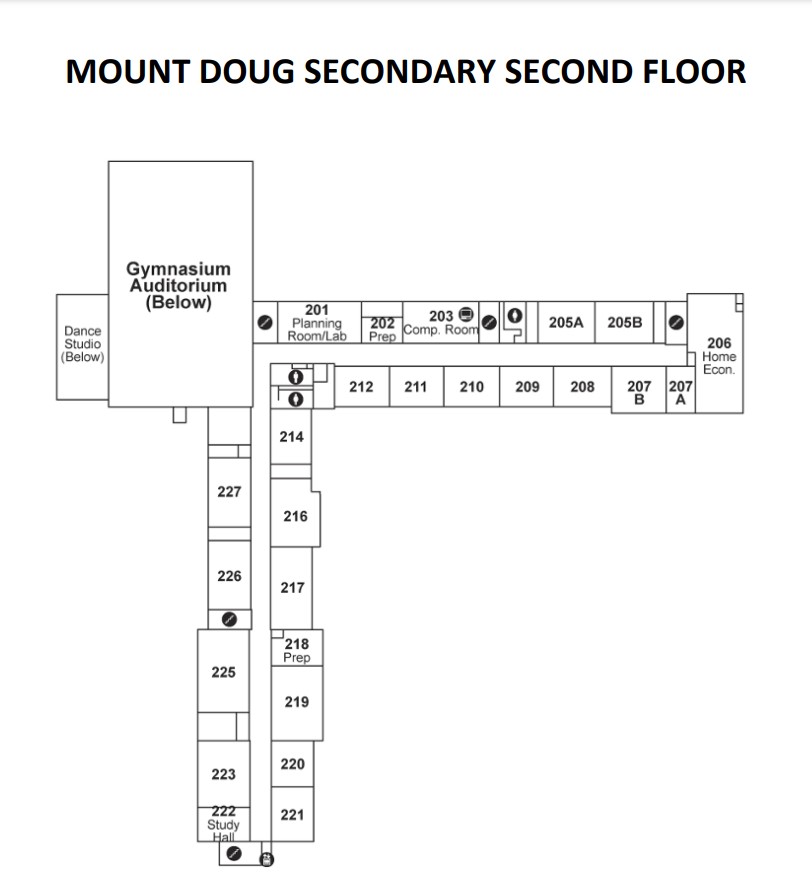 MOUNT DOUG SECONDARY SECOND FLOOR
Gymnasium
Auditorium
(Below)
Dance
Studio
(Below)
201
Planning
Room/Lab
202
Prep
203
Comp. Room
205A
205B
206
Home
Econ.
212
211
210
209
208
207
B
207
A
214
227
216
226
217
218
Prep
225
219
220
223
222
Study
Hall
221